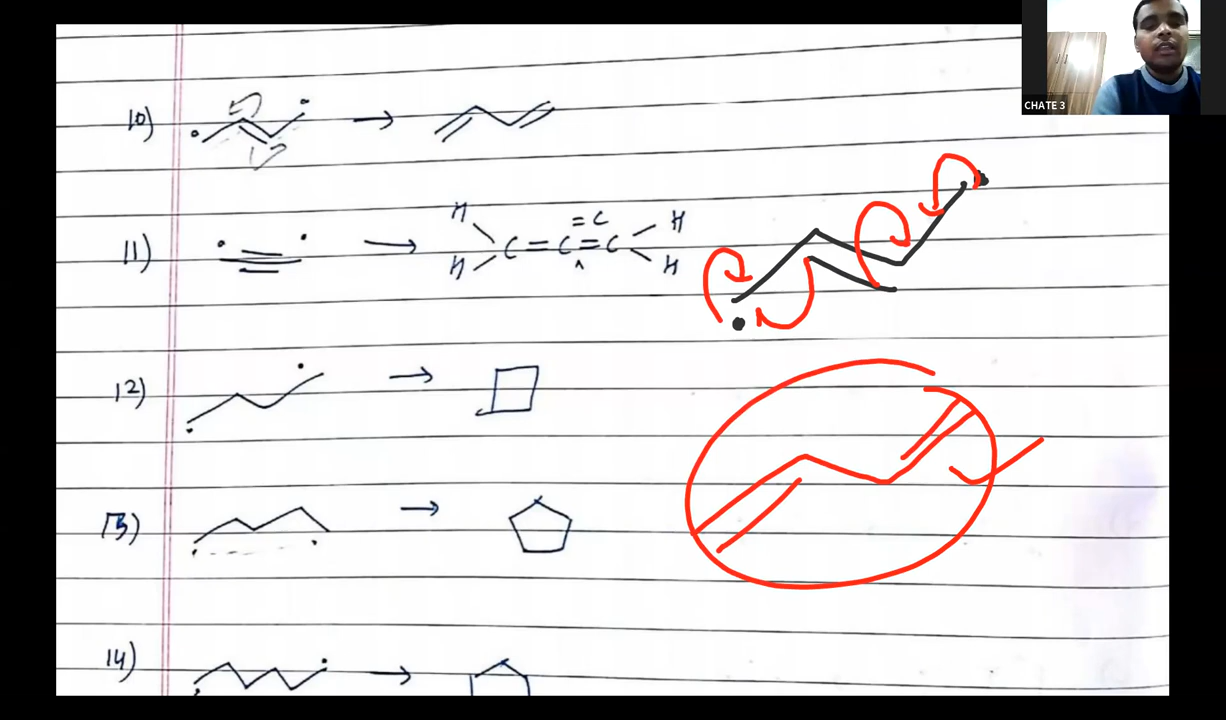 CHATE 3
10)
11) H H C = C = C H H
= C
12)
13)
14)